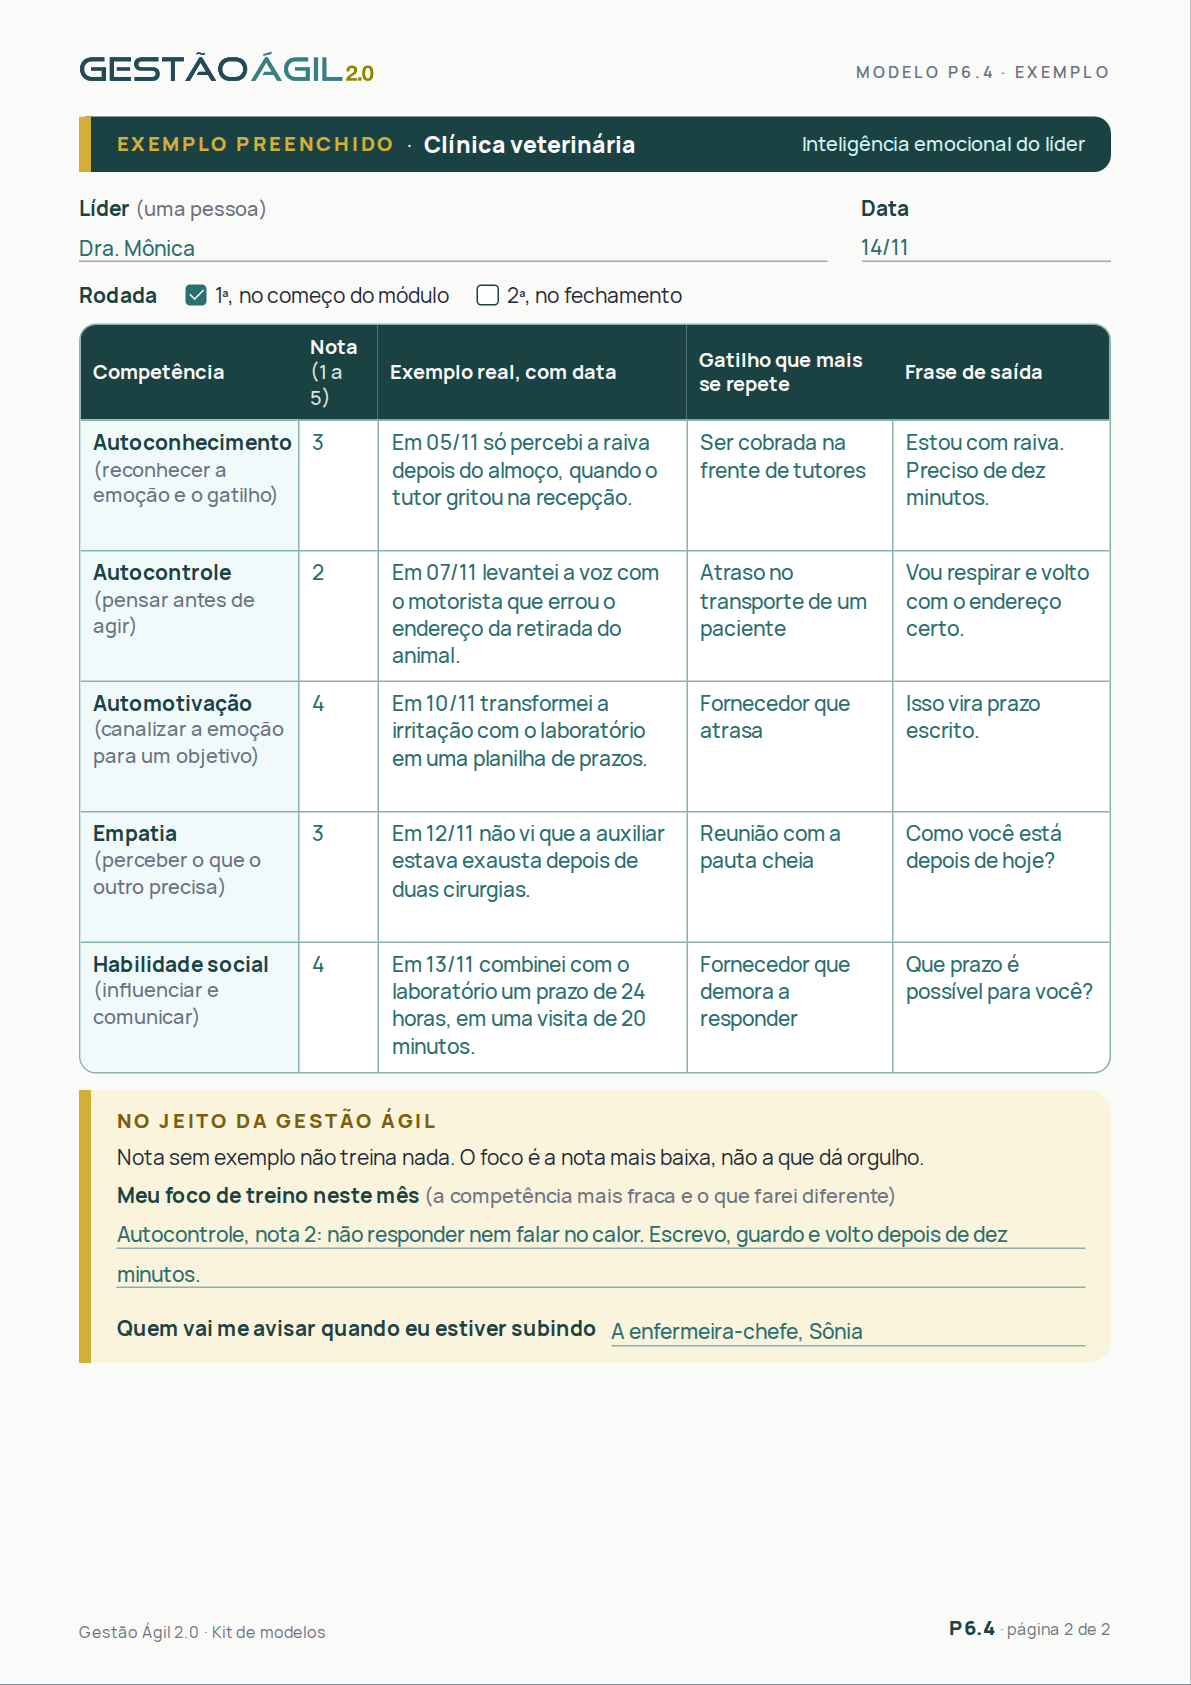 GESTÃOÁGIL2.0
MODELO P6.4 · EXEMPLO
EXEMPLO PREENCHIDO · Clínica veterinária
Inteligência emocional do líder
Líder (uma pessoa)
Data
Dra. Mônica
14/11
Rodada
1ª, no começo do módulo
2ª, no fechamento
Competência
Nota
(1 a
5)
Exemplo real, com data
Gatilho que mais
se repete
Frase de saída
Autoconhecimento
(reconhecer a
emoção e o gatilho)
3
Em 05/11 só percebi a raiva
depois do almoço, quando o
tutor gritou na recepção.
Ser cobrada na
frente de tutores
Estou com raiva.
Preciso de dez
minutos.
Autocontrole
(pensar antes de
agir)
2
Em 07/11 levantei a voz com
o motorista que errou o
endereço da retirada do
animal.
Atraso no
transporte de um
paciente
Vou respirar e volto
com o endereço
certo.
Automotivação
(canalizar a emoção
para um objetivo)
4
Em 10/11 transformei a
irritação com o laboratório
em uma planilha de prazos.
Fornecedor que
atrasa
Isso vira prazo
escrito.
Empatia
(perceber o que o
outro precisa)
3
Em 12/11 não vi que a auxiliar
estava exausta depois de
duas cirurgias.
Reunião com a
pauta cheia
Como você está
depois de hoje?
Habilidade social
(influenciar e
comunicar)
4
Em 13/11 combinei com o
laboratório um prazo de 24
horas, em uma visita de 20
minutos.
Fornecedor que
demora a
responder
Que prazo é
possível para você?
NO JEITO DA GESTÃO ÁGIL
Nota sem exemplo não treina nada. O foco é a nota mais baixa, não a que dá orgulho.
Meu foco de treino neste mês (a competência mais fraca e o que farei diferente)
Autocontrole, nota 2: não responder nem falar no calor. Escrevo, guardo e volto depois de dez
minutos.
Quem vai me avisar quando eu estiver subindo
A enfermeira-chefe, Sônia
Gestão Ágil 2.0 · Kit de modelos
P6.4 · página 2 de 2